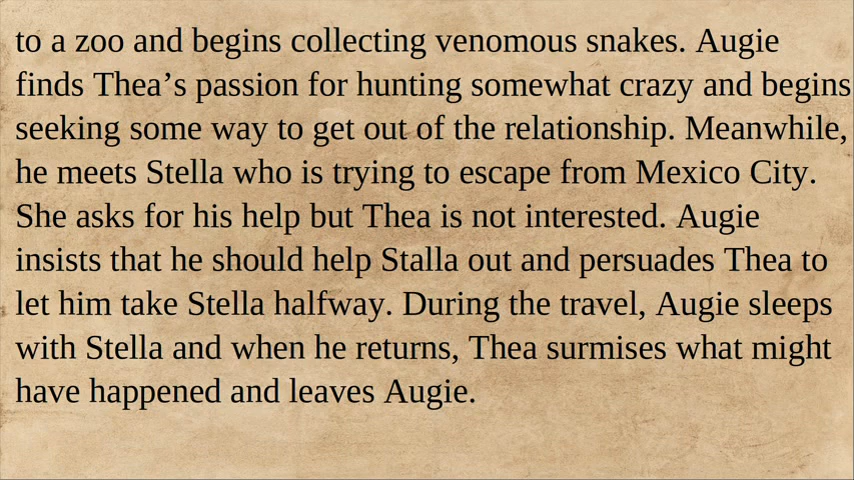 to a zoo and begins collecting venomous snakes. Augie
finds Thea’s passion for hunting somewhat crazy and begins
seeking some way to get out of the relationship. Meanwhile,
he meets Stella who is trying to escape from Mexico City.
She asks for his help but Thea is not interested. Augie
insists that he should help Stalla out and persuades Thea to
let him take Stella halfway. During the travel, Augie sleeps
with Stella and when he returns, Thea surmises what might
have happened and leaves Augie.